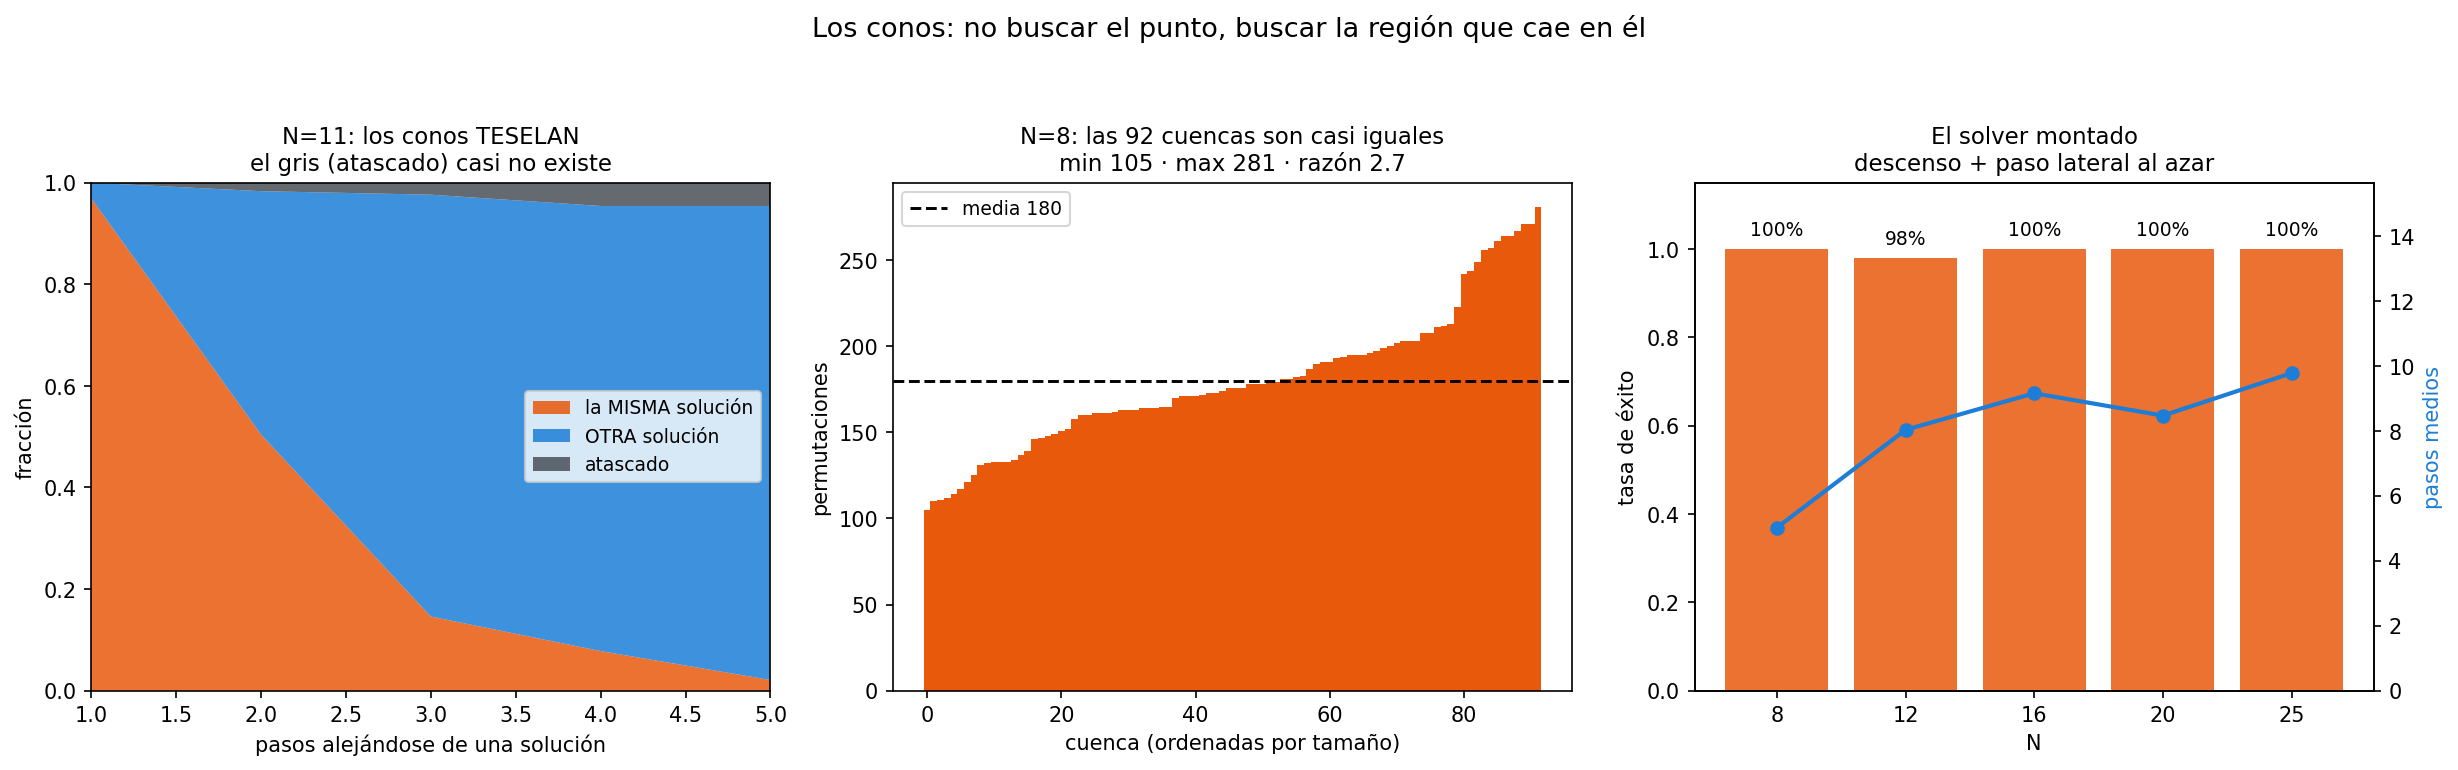 Los conos: no buscar el punto, buscar la región que cae en él
N=11: los conos TESELAN
el gris (atascado) casi no existe
fracción
1.0
0.8
0.6
0.4
0.2
0.0
la MISMA solución
OTRA solución
atascado
1.0 1.5 2.0 2.5 3.0 3.5 4.0 4.5 5.0
pasos alejándose de una solución
N=8: las 92 cuencas son casi iguales
min 105 · max 281 · razón 2.7
permutaciones
media 180
250
200
150
100
50
0
0 20 40 60 80
cuenca (ordenadas por tamaño)
El solver montado
descenso + paso lateral al azar
tasa de éxito
1.0
0.8
0.6
0.4
0.2
0.0
100% 98% 100% 100% 100%
14
12
10
8
6
4
2
0
pasos medios
8 12 16 20 25
N